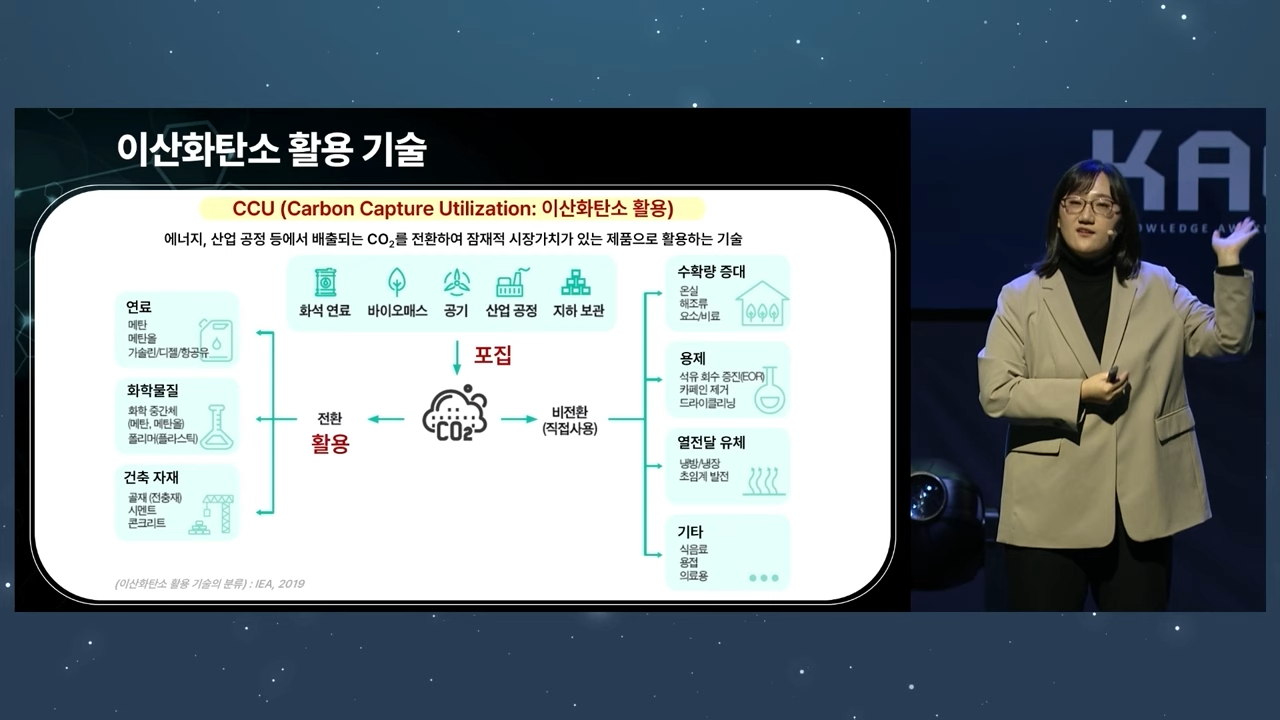 이산화탄소 활용 기술
CCU (Carbon Capture Utilization: 이산화탄소 활용)
에너지, 산업 공정 등에서 배출되는 CO₂를 전환하여 잠재적 시장가치가 있는 제품으로 활용하는 기술
화석 연료
바이오매스
공기
산업 공정
지하 보관
포집
CO2
전환
활용
비전환
(직접사용)
연료
메탄
메탄올
가솔린/디젤/항공유
화학물질
화학 중간체
(메탄, 메탄올)
폴리머(플라스틱)
건축 자재
골재 (전충재)
시멘트
콘크리트
수확량 증대
온실
해조류
요소/비료
용제
석유 회수 증진(EOR)
카페인 제거
드라이클리닝
열전달 유체
냉방/냉장
초임계 발전
기타
식음료
용접
의료용
(이산화탄소 활용 기술의 분류) : IEA, 2019
KA